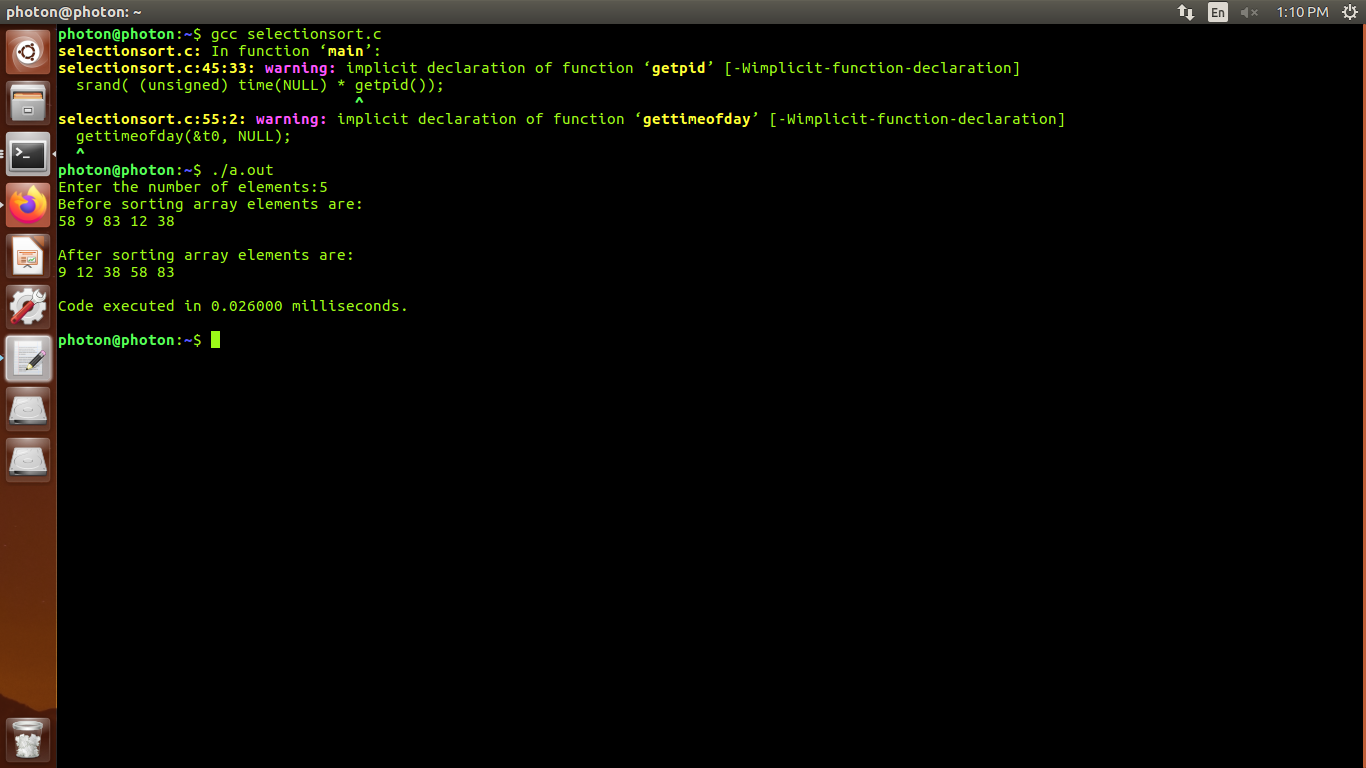 photon@photon: ~
En
1:10 PM
photon@photon:~$ gcc selectionsort.c
selectionsort.c: In function ‘main’:
selectionsort.c:45:33: warning: implicit declaration of function ‘getpid’ [-Wimplicit-function-declaration]
  srand( (unsigned) time(NULL) * getpid());
                                 ^
selectionsort.c:55:2: warning: implicit declaration of function ‘gettimeofday’ [-Wimplicit-function-declaration]
  gettimeofday(&t0, NULL);
  ^
photon@photon:~$ ./a.out
Enter the number of elements:5
Before sorting array elements are:
58 9 83 12 38
After sorting array elements are:
9 12 38 58 83
Code executed in 0.026000 milliseconds.
photon@photon:~$